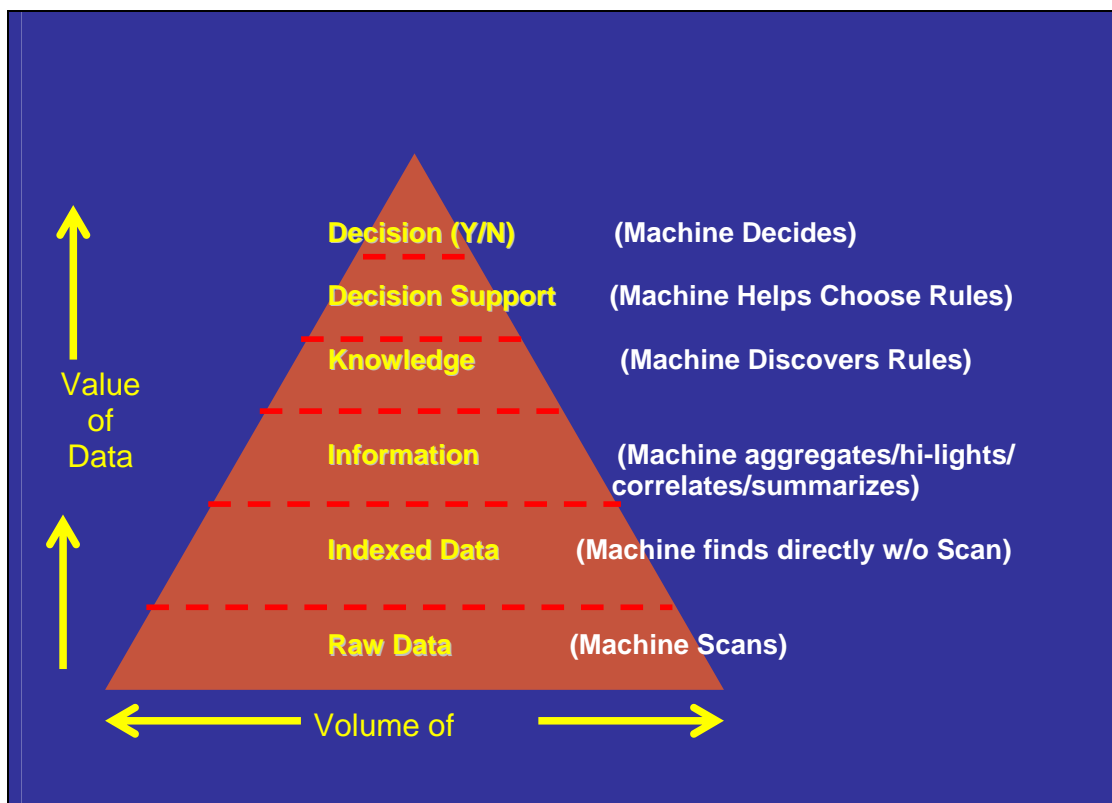 Decision (Y/N) (Machine Decides)
Decision Support (Machine Helps Choose Rules)
Knowledge (Machine Discovers Rules)
Value
of
Data
Information (Machine aggregates/hi-lights/
correlates/summarizes)
Indexed Data (Machine finds directly w/o Scan)
Raw Data (Machine Scans)
Volume of